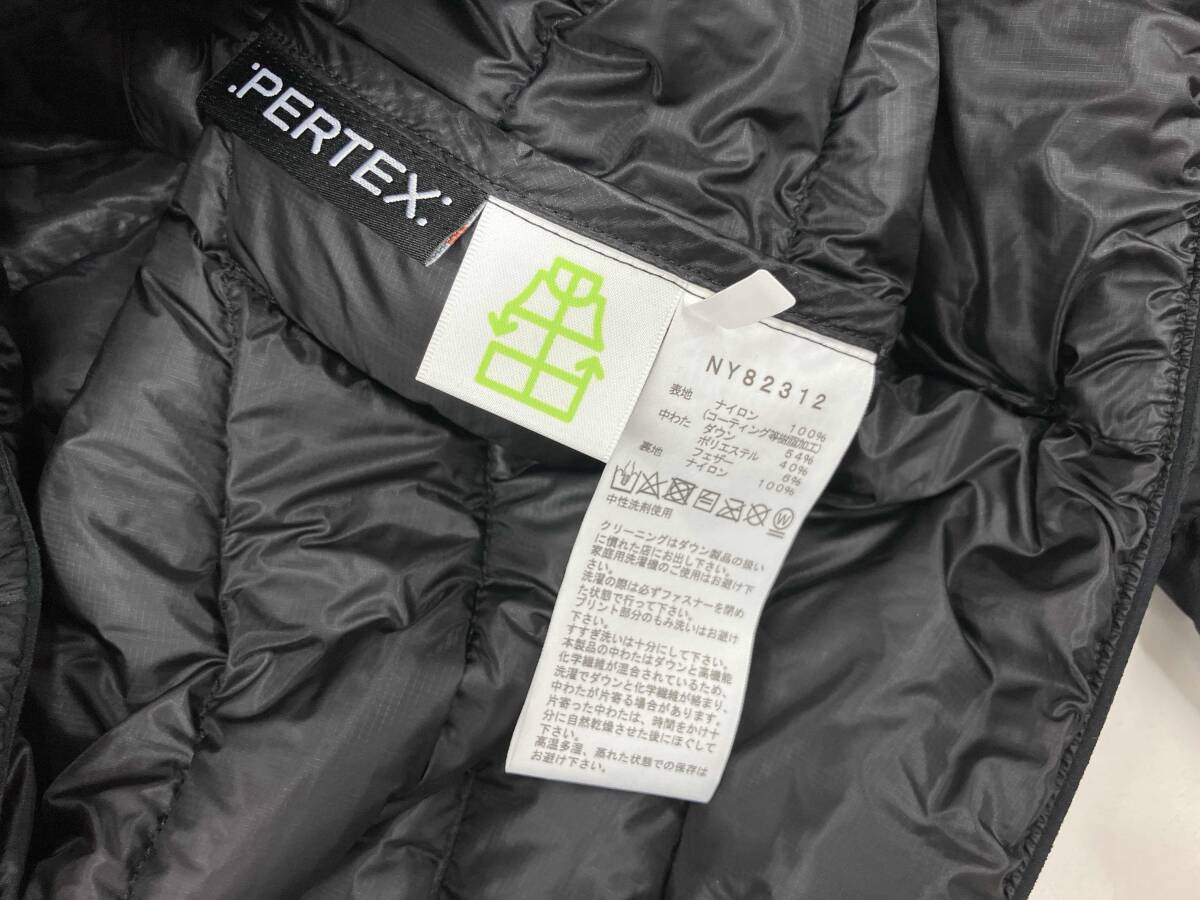 :PERTEX:
NY82312
表地 ナイロン 100%
(コーティング等樹脂加工)
中わた ダウン 54%
ポリエステル 40%
フェザー 6%
裏地 ナイロン 100%
W
中性洗剤使用
クリーニングはダウン製品の扱い
に慣れた店にお出し下さい。
家庭用洗濯機のご使用はお避け下
さい。
洗濯の際は必ずファスナーを閉め
た状態で行って下さい。
プリント部分のもみ洗いはお避け
下さい。
すすぎ洗いは十分にして下さい。
本製品の中わたはダウンと高機能
化学繊維が混合されているため、
洗濯でダウンと化学繊維が絡まり、
中わたが片寄る場合があります。
片寄った中わたは、時間をかけ十
分に自然乾燥させた後にほぐして
下さい。
高温多湿、蒸れた状態での保存は
お避け下さい。